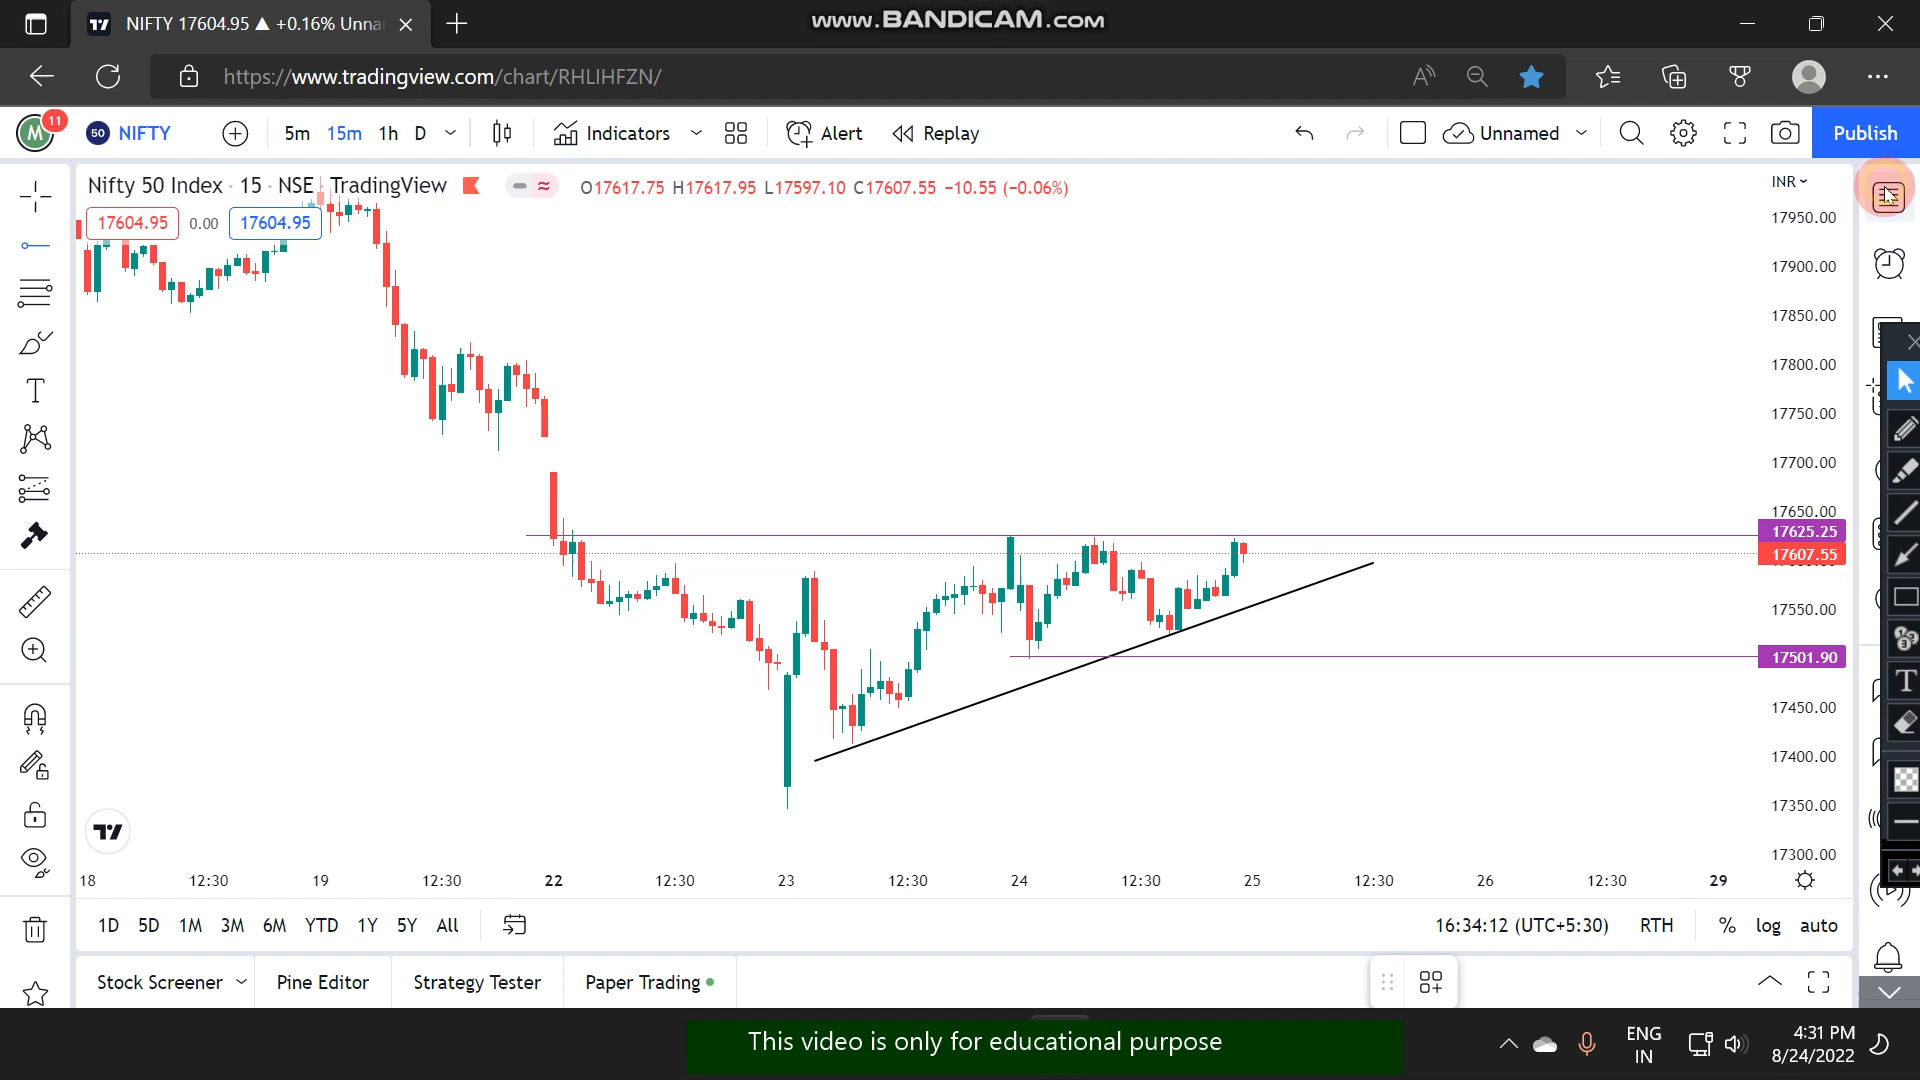 NIFTY 17604.95 ▲ +0.16% Unna
www.BANDICAM.com
https://www.tradingview.com/chart/RHLIHFZN/
M 11 50 NIFTY 5m 15m 1h D Indicators Alert Replay Unnamed Publish
Nifty 50 Index · 15 · NSE TradingView O17617.75 H17617.95 L17597.10 C17607.55 −10.55 (−0.06%) INR
17604.95 0.00 17604.95
17950.00
17900.00
17850.00
17800.00
17750.00
17700.00
17650.00
17625.25
17607.55
17550.00
17501.90
17450.00
17400.00
17350.00
17300.00
18 12:30 19 12:30 22 12:30 23 12:30 24 12:30 25 12:30 26 12:30 29
1D 5D 1M 3M 6M YTD 1Y 5Y All 16:34:12 (UTC+5:30) RTH % log auto
Stock Screener Pine Editor Strategy Tester Paper Trading
This video is only for educational purpose
ENG 4:31 PM
IN 8/24/2022